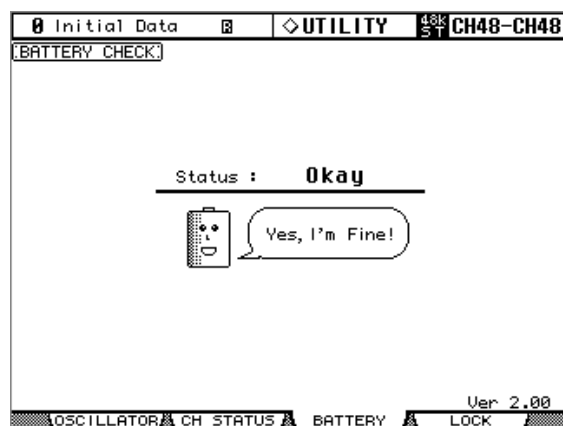 0 Initial Data R ◇UTILITY 48K ST CH48-CH48
BATTERY CHECK
Status : Okay
Yes, I'm Fine!
Ver 2.00
OSCILLATOR CH STATUS BATTERY LOCK